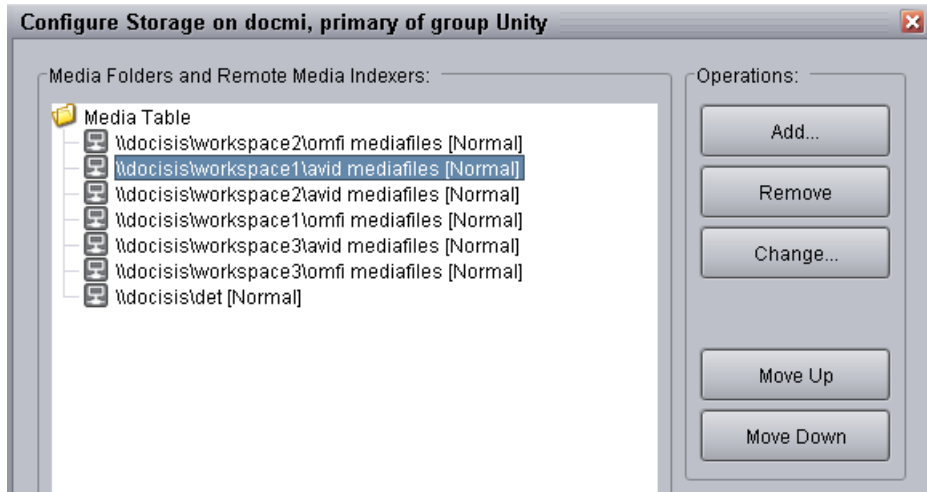 Configure Storage on docmi, primary of group Unity
Media Folders and Remote Media Indexers:
Media Table
\\docisis\workspace2\omfi mediafiles [Normal]
\\docisis\workspace1\avid mediafiles [Normal]
\\docisis\workspace2\avid mediafiles [Normal]
\\docisis\workspace1\omfi mediafiles [Normal]
\\docisis\workspace3\avid mediafiles [Normal]
\\docisis\workspace3\omfi mediafiles [Normal]
\\docisis\det [Normal]
Operations:
Add...
Remove
Change...
Move Up
Move Down